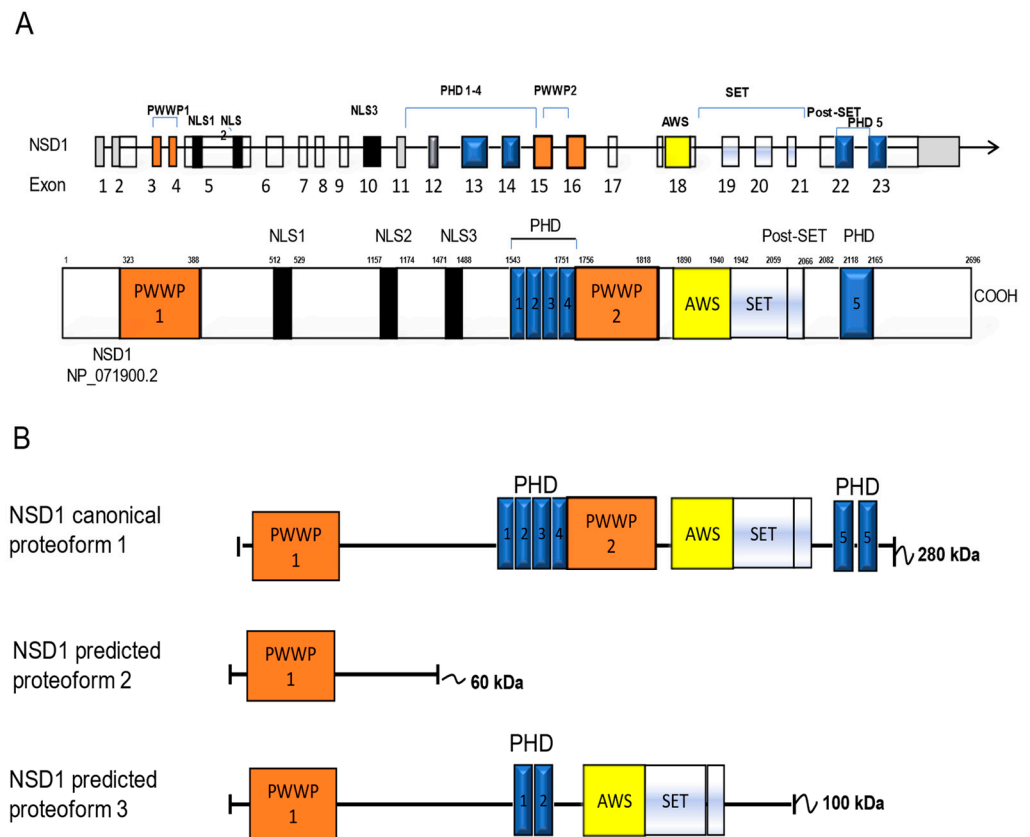 A
PWWP1 NLS1 NLS 2 NLS3 PHD 1-4 PWWP2 AWS SET Post-SET PHD 5
NSD1
Exon 1 2 3 4 5 6 7 8 9 10 11 12 13 14 15 16 17 18 19 20 21 22 23
NLS1 NLS2 NLS3 PHD Post-SET PHD
1 323 388 512 529 1157 1174 1471 1488 1543 1751 1756 1818 1890 1940 1942 2059 2066 2082 2118 2165 2696
PWWP 1 1 2 3 4 PWWP 2 AWS SET 5 COOH
NSD1
NP_071900.2
B
NSD1 canonical
proteoform 1
PHD PHD
PWWP 1 1 2 3 4 PWWP 2 AWS SET 5 5 280 kDa
NSD1 predicted
proteoform 2
PWWP 1 60 kDa
NSD1 predicted
proteoform 3
PHD
PWWP 1 1 2 AWS SET 100 kDa